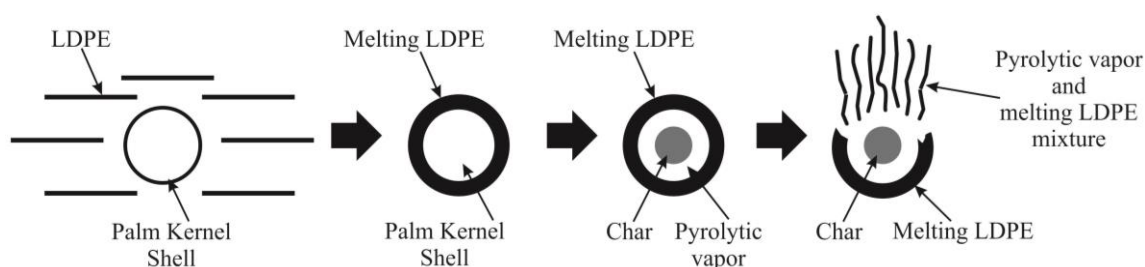 LDPE
Palm Kernel
Shell
Melting LDPE
Palm Kernel
Shell
Melting LDPE
Char
Pyrolytic
vapor
Pyrolytic vapor
and
melting LDPE
mixture
Char
Melting LDPE